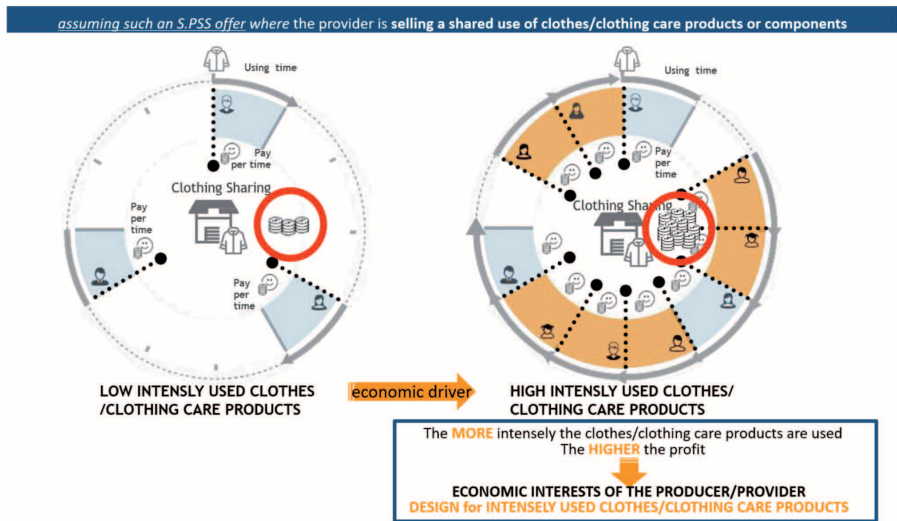 assuming such an S.PSS offer where the provider is selling a shared use of clothes/clothing care products or components
Using time
Pay
per time
Clothing Sharing
Pay
per
time
Pay
per
time
LOW INTENSLY USED CLOTHES
/CLOTHING CARE PRODUCTS
economic driver
Using time
Pay
per time
Clothing Sharing
HIGH INTENSLY USED CLOTHES/
CLOTHING CARE PRODUCTS
The MORE intensely the clothes/clothing care products are used
The HIGHER the profit
ECONOMIC INTERESTS OF THE PRODUCER/PROVIDER
DESIGN for INTENSELY USED CLOTHES/CLOTHING CARE PRODUCTS